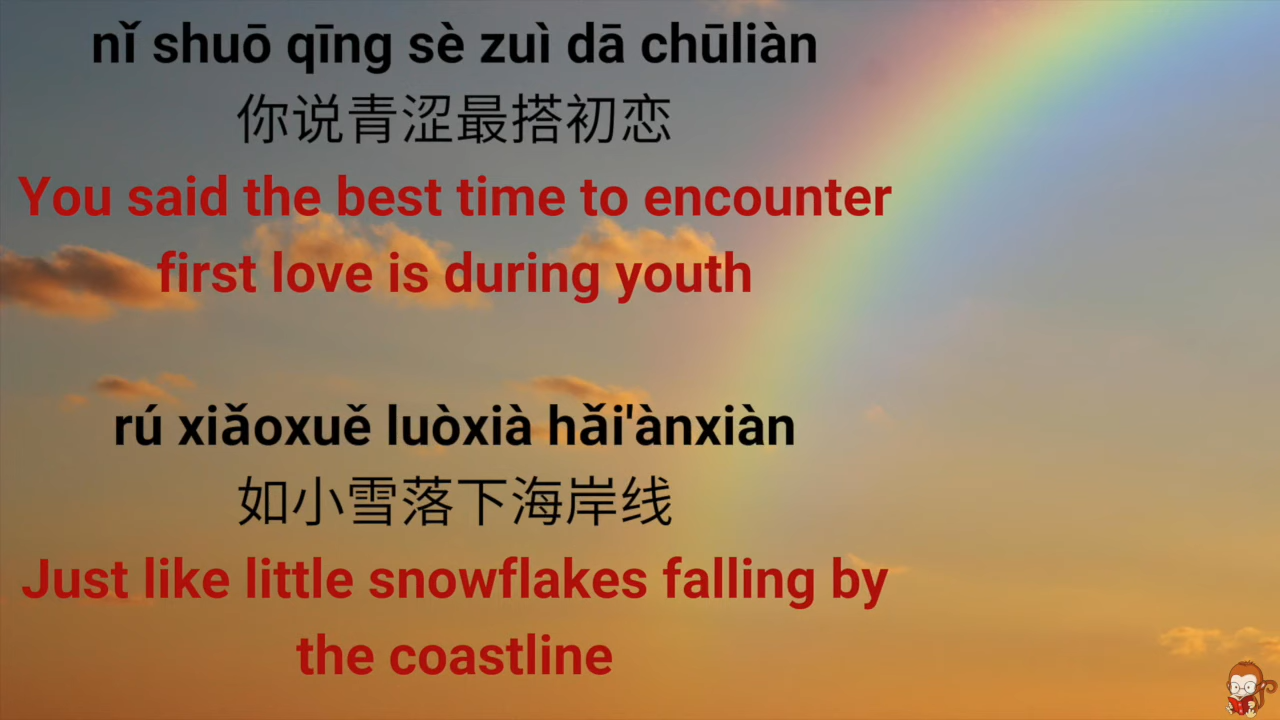 nǐ shuō qīng sè zuì dā chūliàn
你说青涩最搭初恋
You said the best time to encounter
first love is during youth
rú xiǎoxuě luòxià hǎi'ànxiàn
如小雪落下海岸线
Just like little snowflakes falling by
the coastline